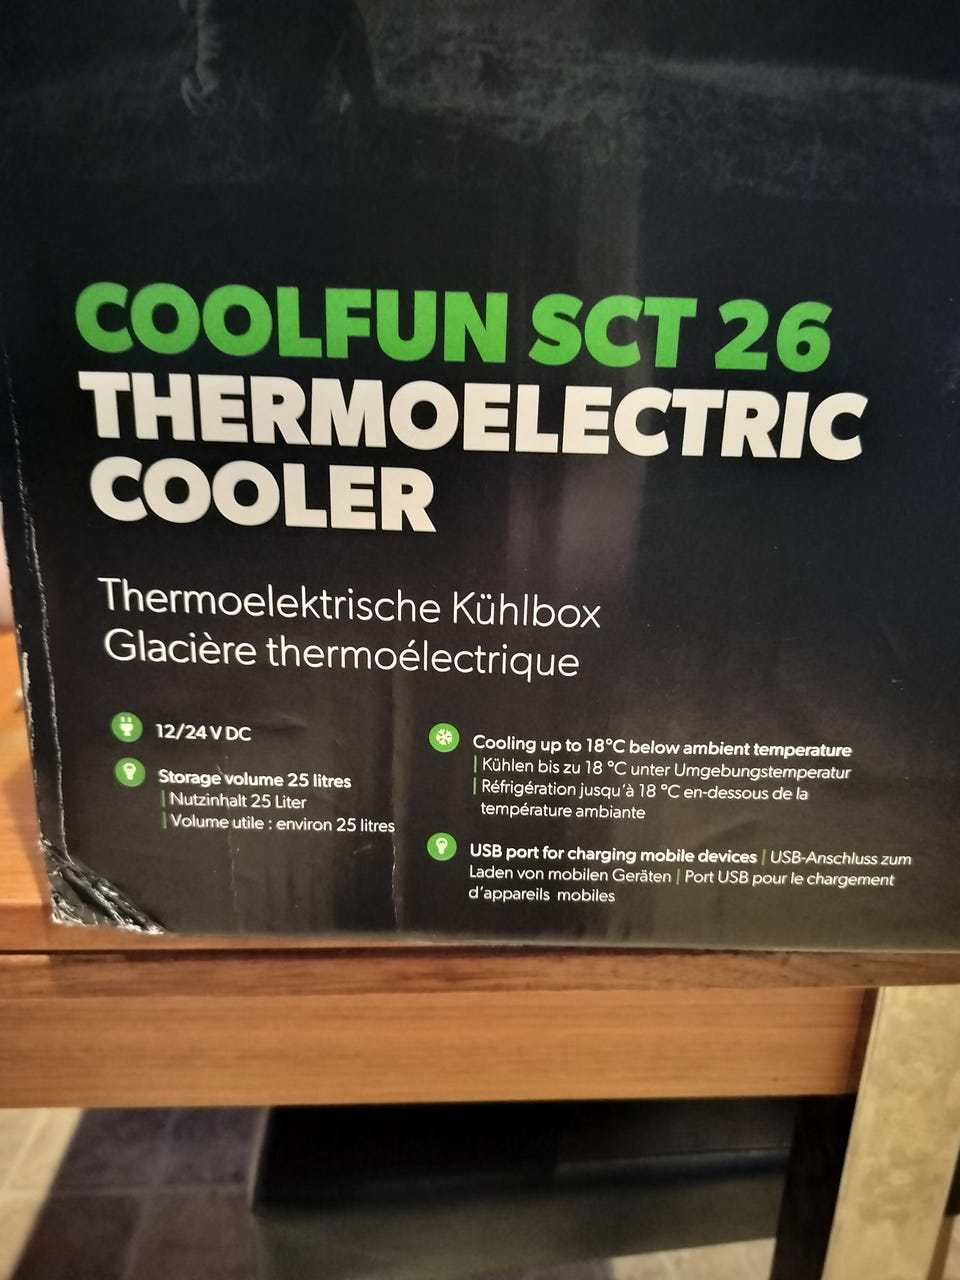 COOLFUN SCT 26
THERMOELECTRIC
COOLER
Thermoelektrische Kühlbox
Glacière thermoélectrique
12/24 V DC
Storage volume 25 litres
| Nutzinhalt 25 Liter
| Volume utile : environ 25 litres
Cooling up to 18°C below ambient temperature
| Kühlen bis zu 18 °C unter Umgebungstemperatur
| Réfrigération jusqu'à 18 °C en-dessous de la
température ambiante
USB port for charging mobile devices | USB-Anschluss zum
Laden von mobilen Geräten | Port USB pour le chargement
d'appareils mobiles